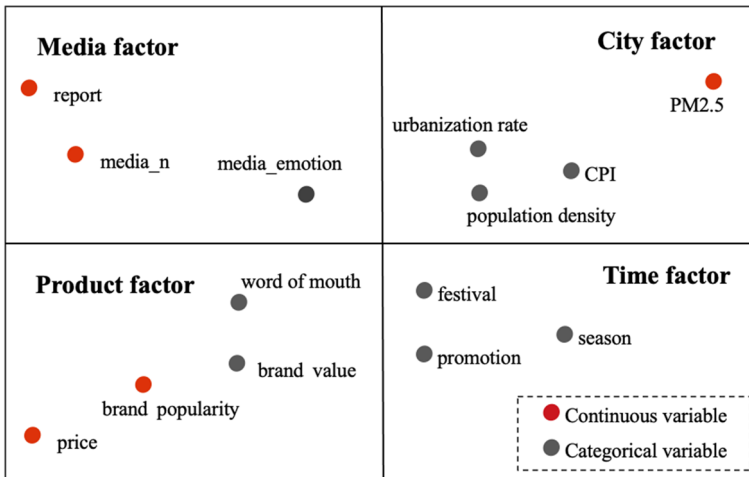 Media factor
report
media_n
media_emotion
City factor
PM2.5
urbanization rate
CPI
population density
Product factor
word of mouth
brand value
brand popularity
price
Time factor
festival
season
promotion
Continuous variable
Categorical variable